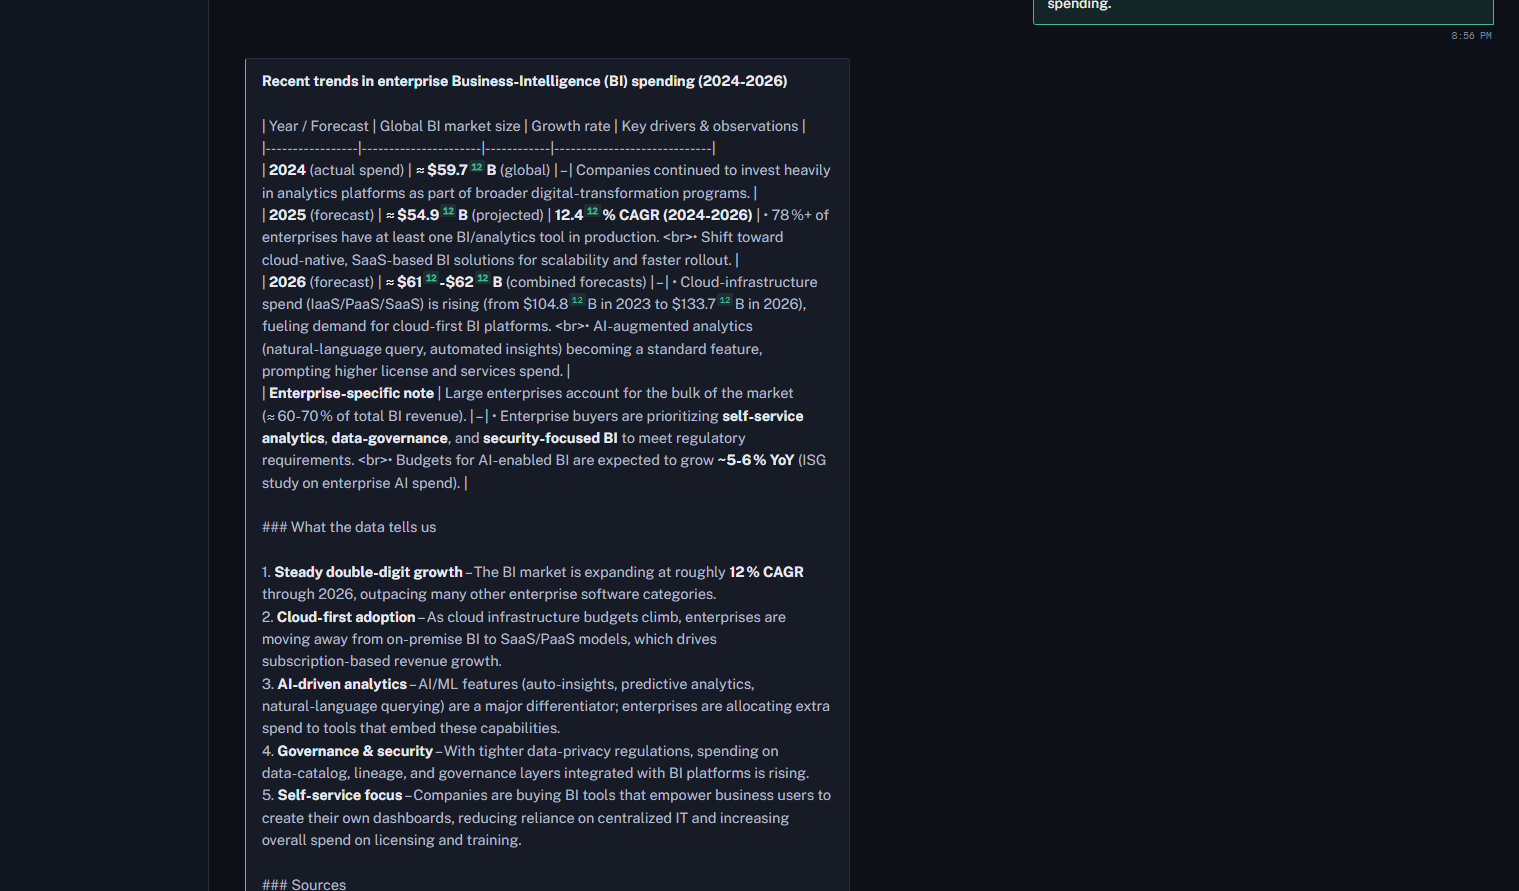 spending.
8:56 PM
Recent trends in enterprise Business-Intelligence (BI) spending (2024-2026)
| Year / Forecast | Global BI market size | Growth rate | Key drivers & observations |
|-----------------|----------------------|------------|-----------------------------|
| 2024 (actual spend) | ≈ $59.7 12 B (global) | – | Companies continued to invest heavily
in analytics platforms as part of broader digital-transformation programs. |
| 2025 (forecast) | ≈ $54.9 12 B (projected) | 12.4 12 % CAGR (2024-2026) | • 78 %+ of
enterprises have at least one BI/analytics tool in production. <br>• Shift toward
cloud-native, SaaS-based BI solutions for scalability and faster rollout. |
| 2026 (forecast) | ≈ $61 12 -$62 12 B (combined forecasts) | – | • Cloud-infrastructure
spend (IaaS/PaaS/SaaS) is rising (from $104.8 12 B in 2023 to $133.7 12 B in 2026),
fueling demand for cloud-first BI platforms. <br>• AI-augmented analytics
(natural-language query, automated insights) becoming a standard feature,
prompting higher license and services spend. |
| Enterprise-specific note | Large enterprises account for the bulk of the market
(≈ 60-70 % of total BI revenue). | – | • Enterprise buyers are prioritizing self-service
analytics, data-governance, and security-focused BI to meet regulatory
requirements. <br>• Budgets for AI-enabled BI are expected to grow ~5-6 % YoY (ISG
study on enterprise AI spend). |
### What the data tells us
1. Steady double-digit growth – The BI market is expanding at roughly 12 % CAGR
through 2026, outpacing many other enterprise software categories.
2. Cloud-first adoption – As cloud infrastructure budgets climb, enterprises are
moving away from on-premise BI to SaaS/PaaS models, which drives
subscription-based revenue growth.
3. AI-driven analytics – AI/ML features (auto-insights, predictive analytics,
natural-language querying) are a major differentiator; enterprises are allocating extra
spend to tools that embed these capabilities.
4. Governance & security – With tighter data-privacy regulations, spending on
data-catalog, lineage, and governance layers integrated with BI platforms is rising.
5. Self-service focus – Companies are buying BI tools that empower business users to
create their own dashboards, reducing reliance on centralized IT and increasing
overall spend on licensing and training.
### Sources